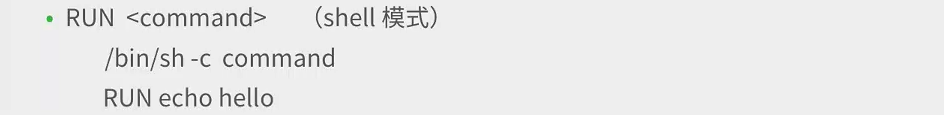 • RUN <command> （shell 模式）
/bin/sh -c command
RUN echo hello